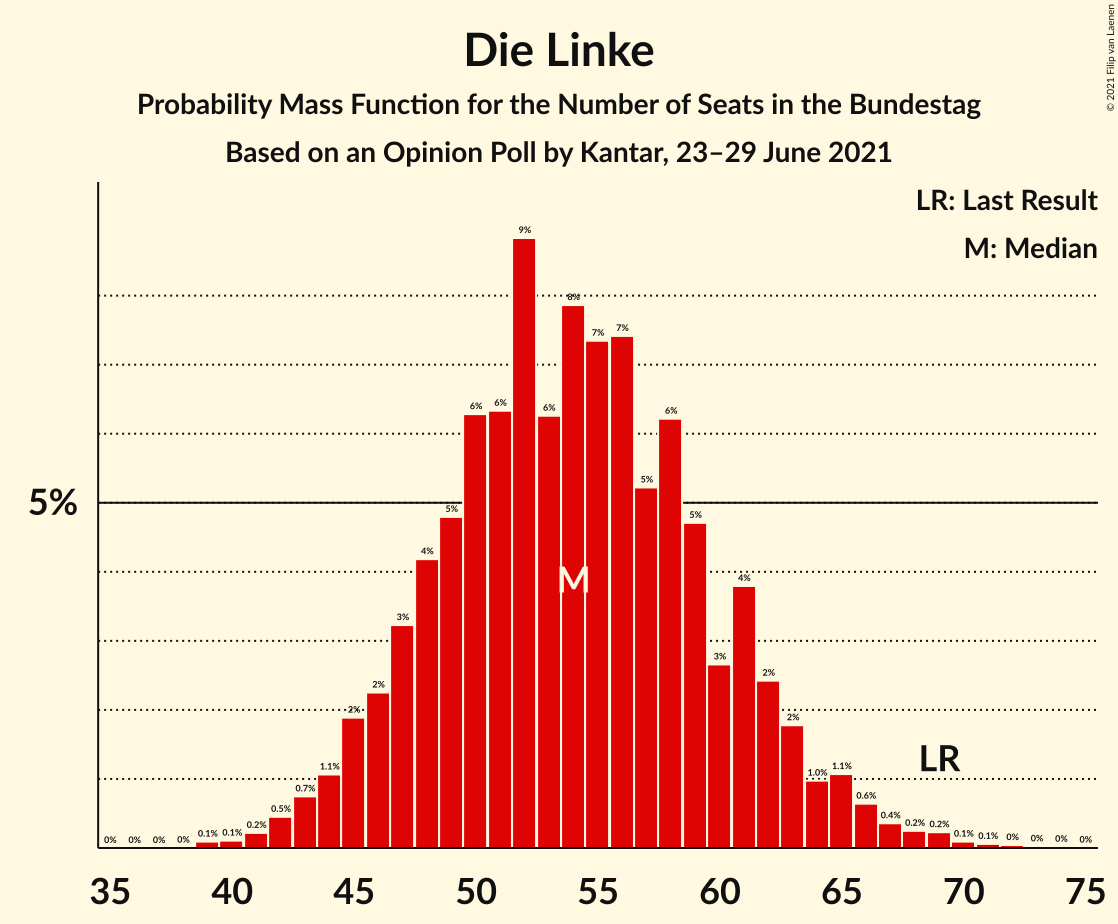 © 2021 Filip van Laenen
Die Linke
Probability Mass Function for the Number of Seats in the Bundestag
Based on an Opinion Poll by Kantar, 23–29 June 2021
LR: Last Result
M: Median
5%
0% 0% 0% 0% 0.1% 0.1% 0.2% 0.5% 0.7% 1.1% 2% 2% 3% 4% 5% 6% 6% 9% 6% 8% 7% 7% 5% 6% 5% 3% 4% 2% 2% 1.0% 1.1% 0.6% 0.4% 0.2% 0.2% 0.1% 0.1% 0% 0% 0% 0%
M
LR
35 40 45 50 55 60 65 70 75